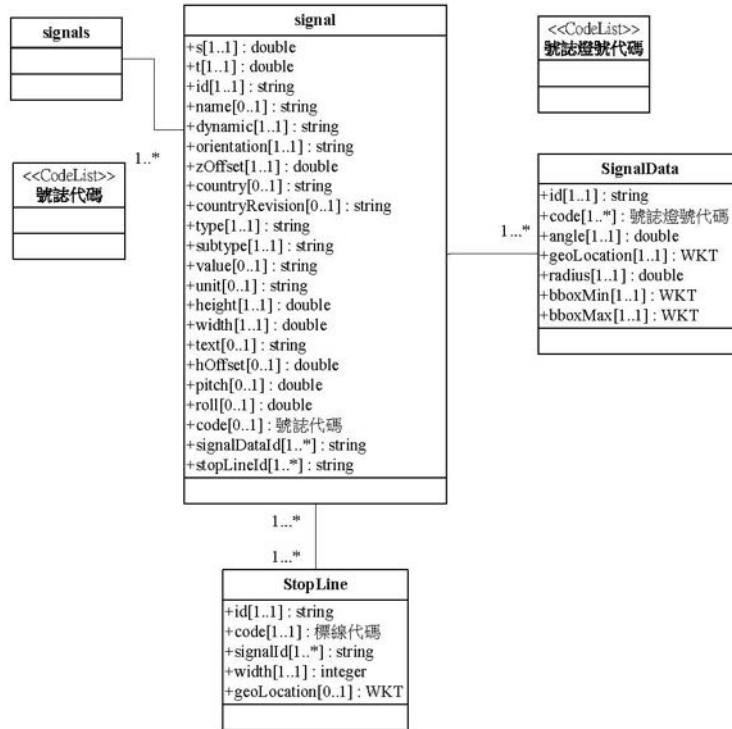 signals
1..*
<<CodeList>>
號誌代碼
signal
+s[1..1] : double
+t[1..1] : double
+id[1..1] : string
+name[0..1] : string
+dynamic[1..1] : string
+orientation[1..1] : string
+zOffset[1..1] : double
+country[0..1] : string
+countryRevision[0..1] : string
+type[1..1] : string
+subtype[1..1] : string
+value[0..1] : string
+unit[0..1] : string
+height[1..1] : double
+width[1..1] : double
+text[0..1] : string
+hOffset[0..1] : double
+pitch[0..1] : double
+roll[0..1] : double
+code[0..1] : 號誌代碼
+signalDataId[1..*] : string
+stopLineId[1..*] : string
<<CodeList>>
號誌燈號代碼
1...*
SignalData
+id[1..1] : string
+code[1..*] : 號誌燈號代碼
+angle[1..1] : double
+geoLocation[1..1] : WKT
+radius[1..1] : double
+bboxMin[1..1] : WKT
+bboxMax[1..1] : WKT
1...*
1...*
StopLine
+id[1..1] : string
+code[1..1] : 標線代碼
+signalId[1..*] : string
+width[1..1] : integer
+geoLocation[0..1] : WKT